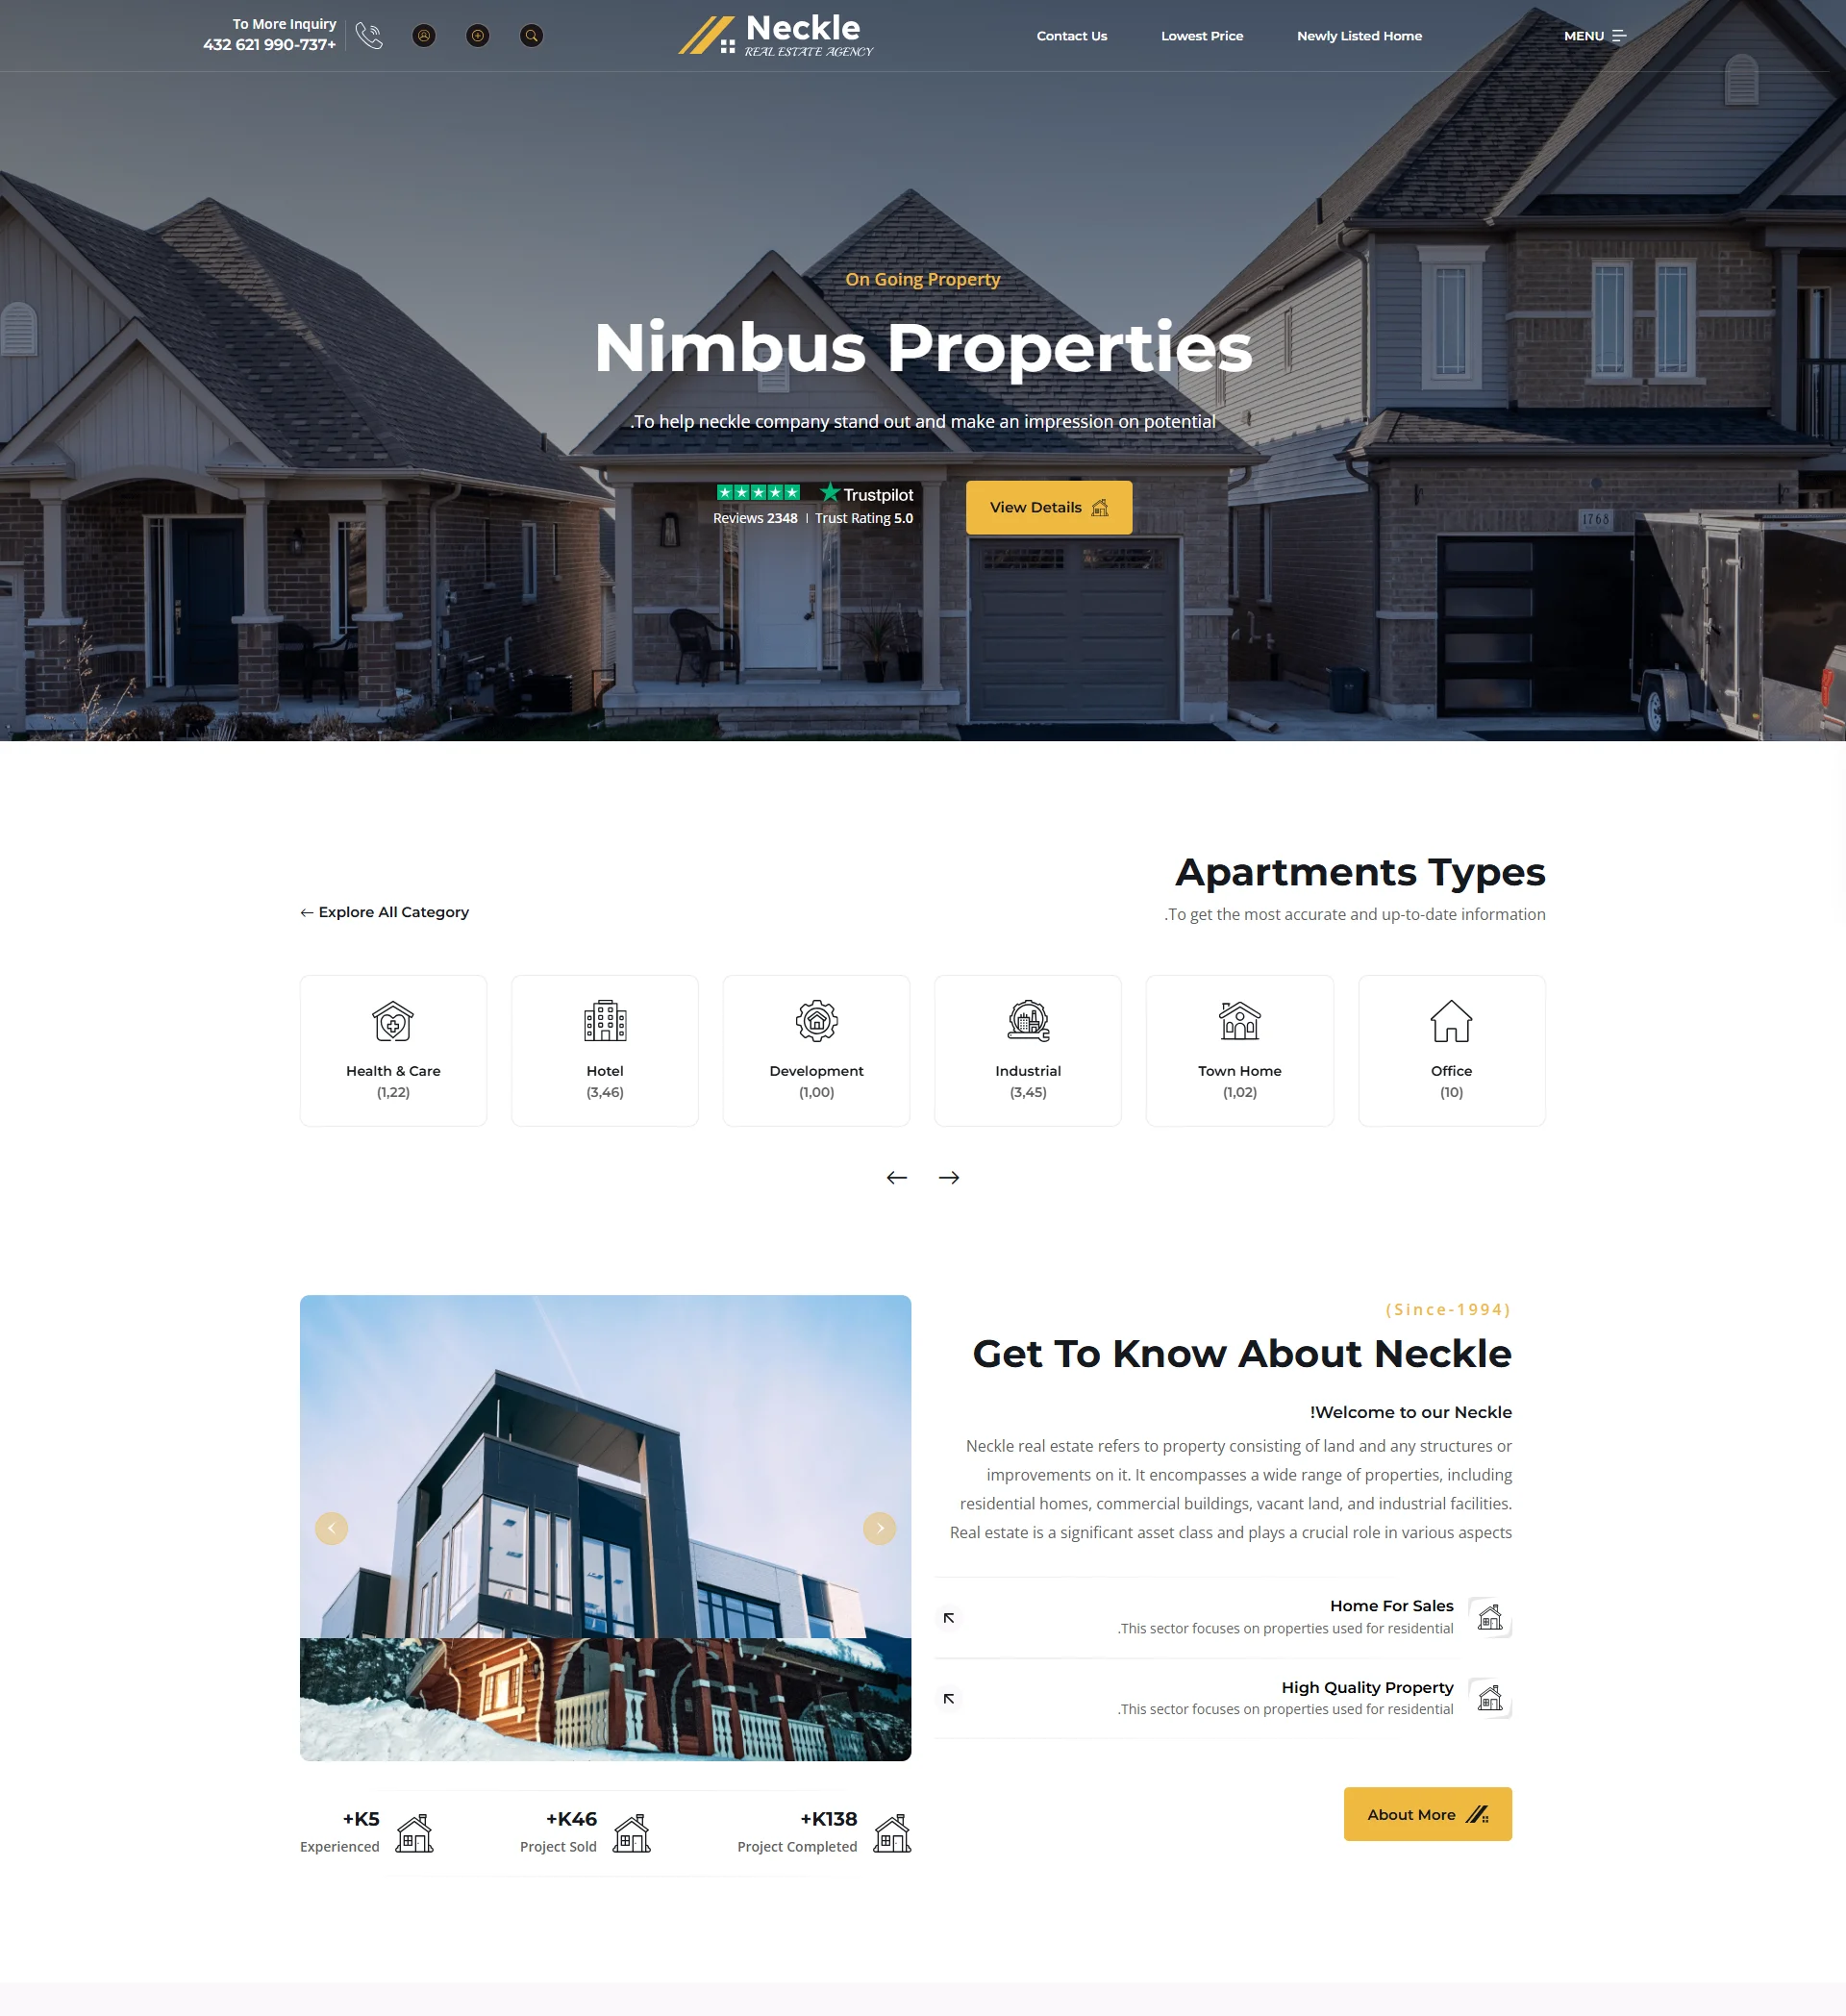 MENU
Newly Listed Home
Lowest Price
Contact Us
Neckle
REAL ESTATE AGENCY
To More Inquiry
432 621 990-737+
On Going Property
Nimbus Properties
.To help neckle company stand out and make an impression on potential
View Details
Trustpilot
Reviews 2348 | Trust Rating 5.0
1768
Apartments Types
.To get the most accurate and up-to-date information
← Explore All Category
Office
(10)
Town Home
(1,02)
Industrial
(3,45)
Development
(1,00)
Hotel
(3,46)
Health & Care
(1,22)
(Since-1994)
Get To Know About Neckle
!Welcome to our Neckle
Neckle real estate refers to property consisting of land and any structures or
improvements on it. It encompasses a wide range of properties, including
residential homes, commercial buildings, vacant land, and industrial facilities.
Real estate is a significant asset class and plays a crucial role in various aspects
Home For Sales
.This sector focuses on properties used for residential
High Quality Property
.This sector focuses on properties used for residential
About More
+K138
Project Completed
+K46
Project Sold
+K5
Experienced